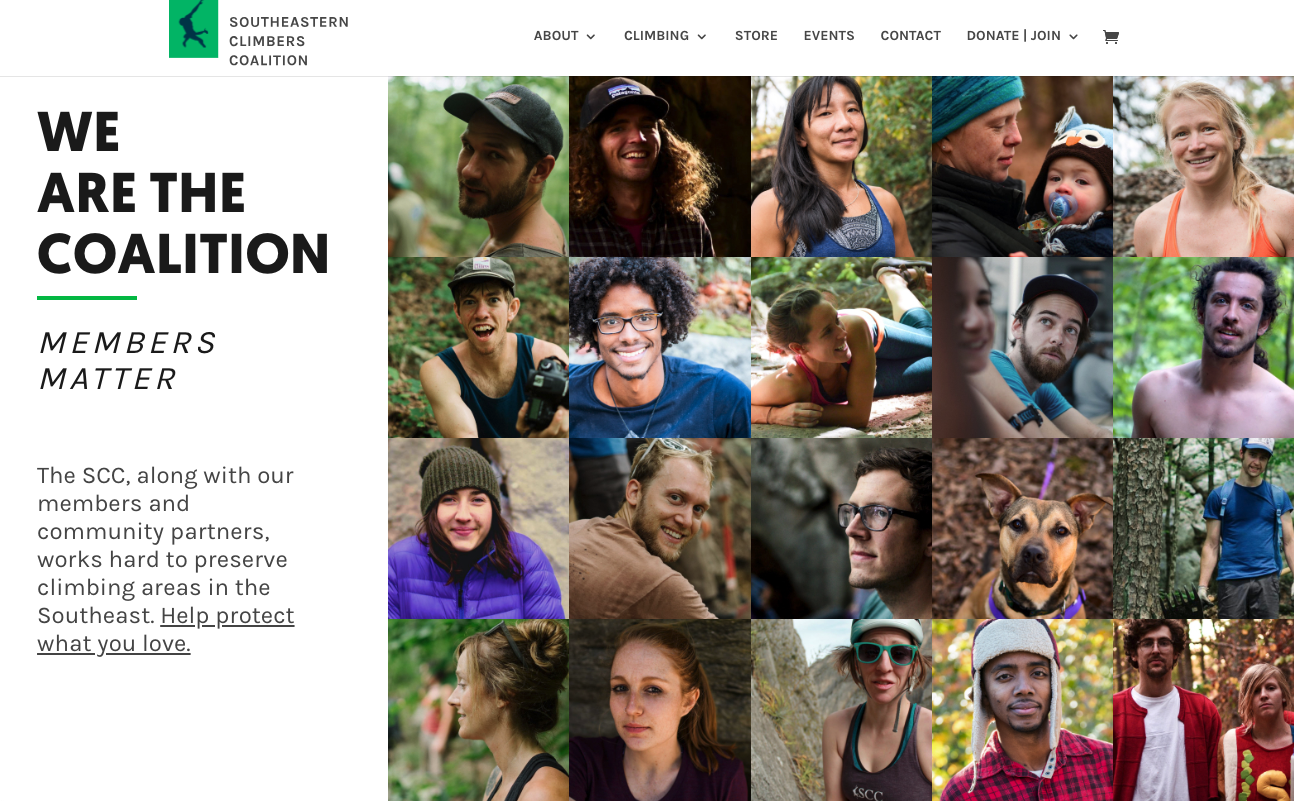 SOUTHEASTERN
CLIMBERS
COALITION
ABOUT
CLIMBING
STORE
EVENTS
CONTACT
DONATE | JOIN
WE
ARE THE
COALITION
MEMBERS
MATTER
The SCC, along with our
members and
community partners,
works hard to preserve
climbing areas in the
Southeast. Help protect
what you love.
patagonia
SCC